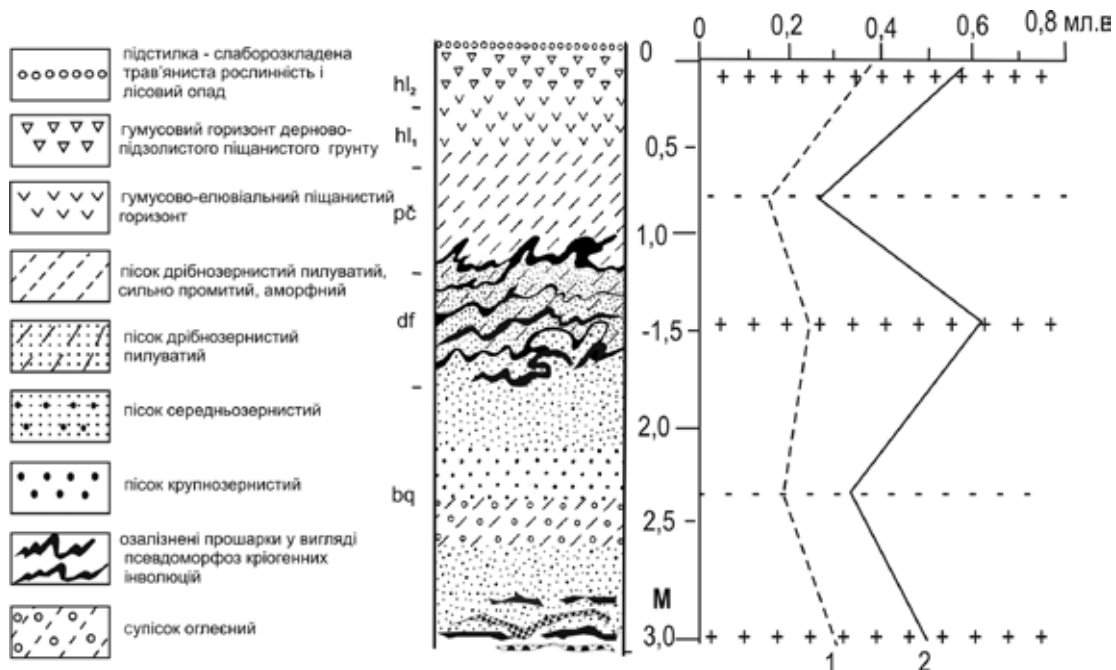 підстилка - слаборозкладена
трав'яниста рослинність і
лісовий опад
гумусовий горизонт дерново-
підзолистого піщанистого грунту
гумусово-елювіальний піщанистий
горизонт
пісок дрібнозернистий пилуватий,
сильно промитий, аморфний
пісок дрібнозернистий
пилуватий
пісок середньозернистий
пісок крупнозернистий
озалізнені прошарки у вигляді
псевдоморфоз кріогенних
інволюцій
супісок оглеєний
hl₂
hl₁
pč
df
bq
0
0,5
1,0
-1,5
2,0
2,5
М
3,0
0 0,2 0,4 0,6 0,8 мл.в
1 2